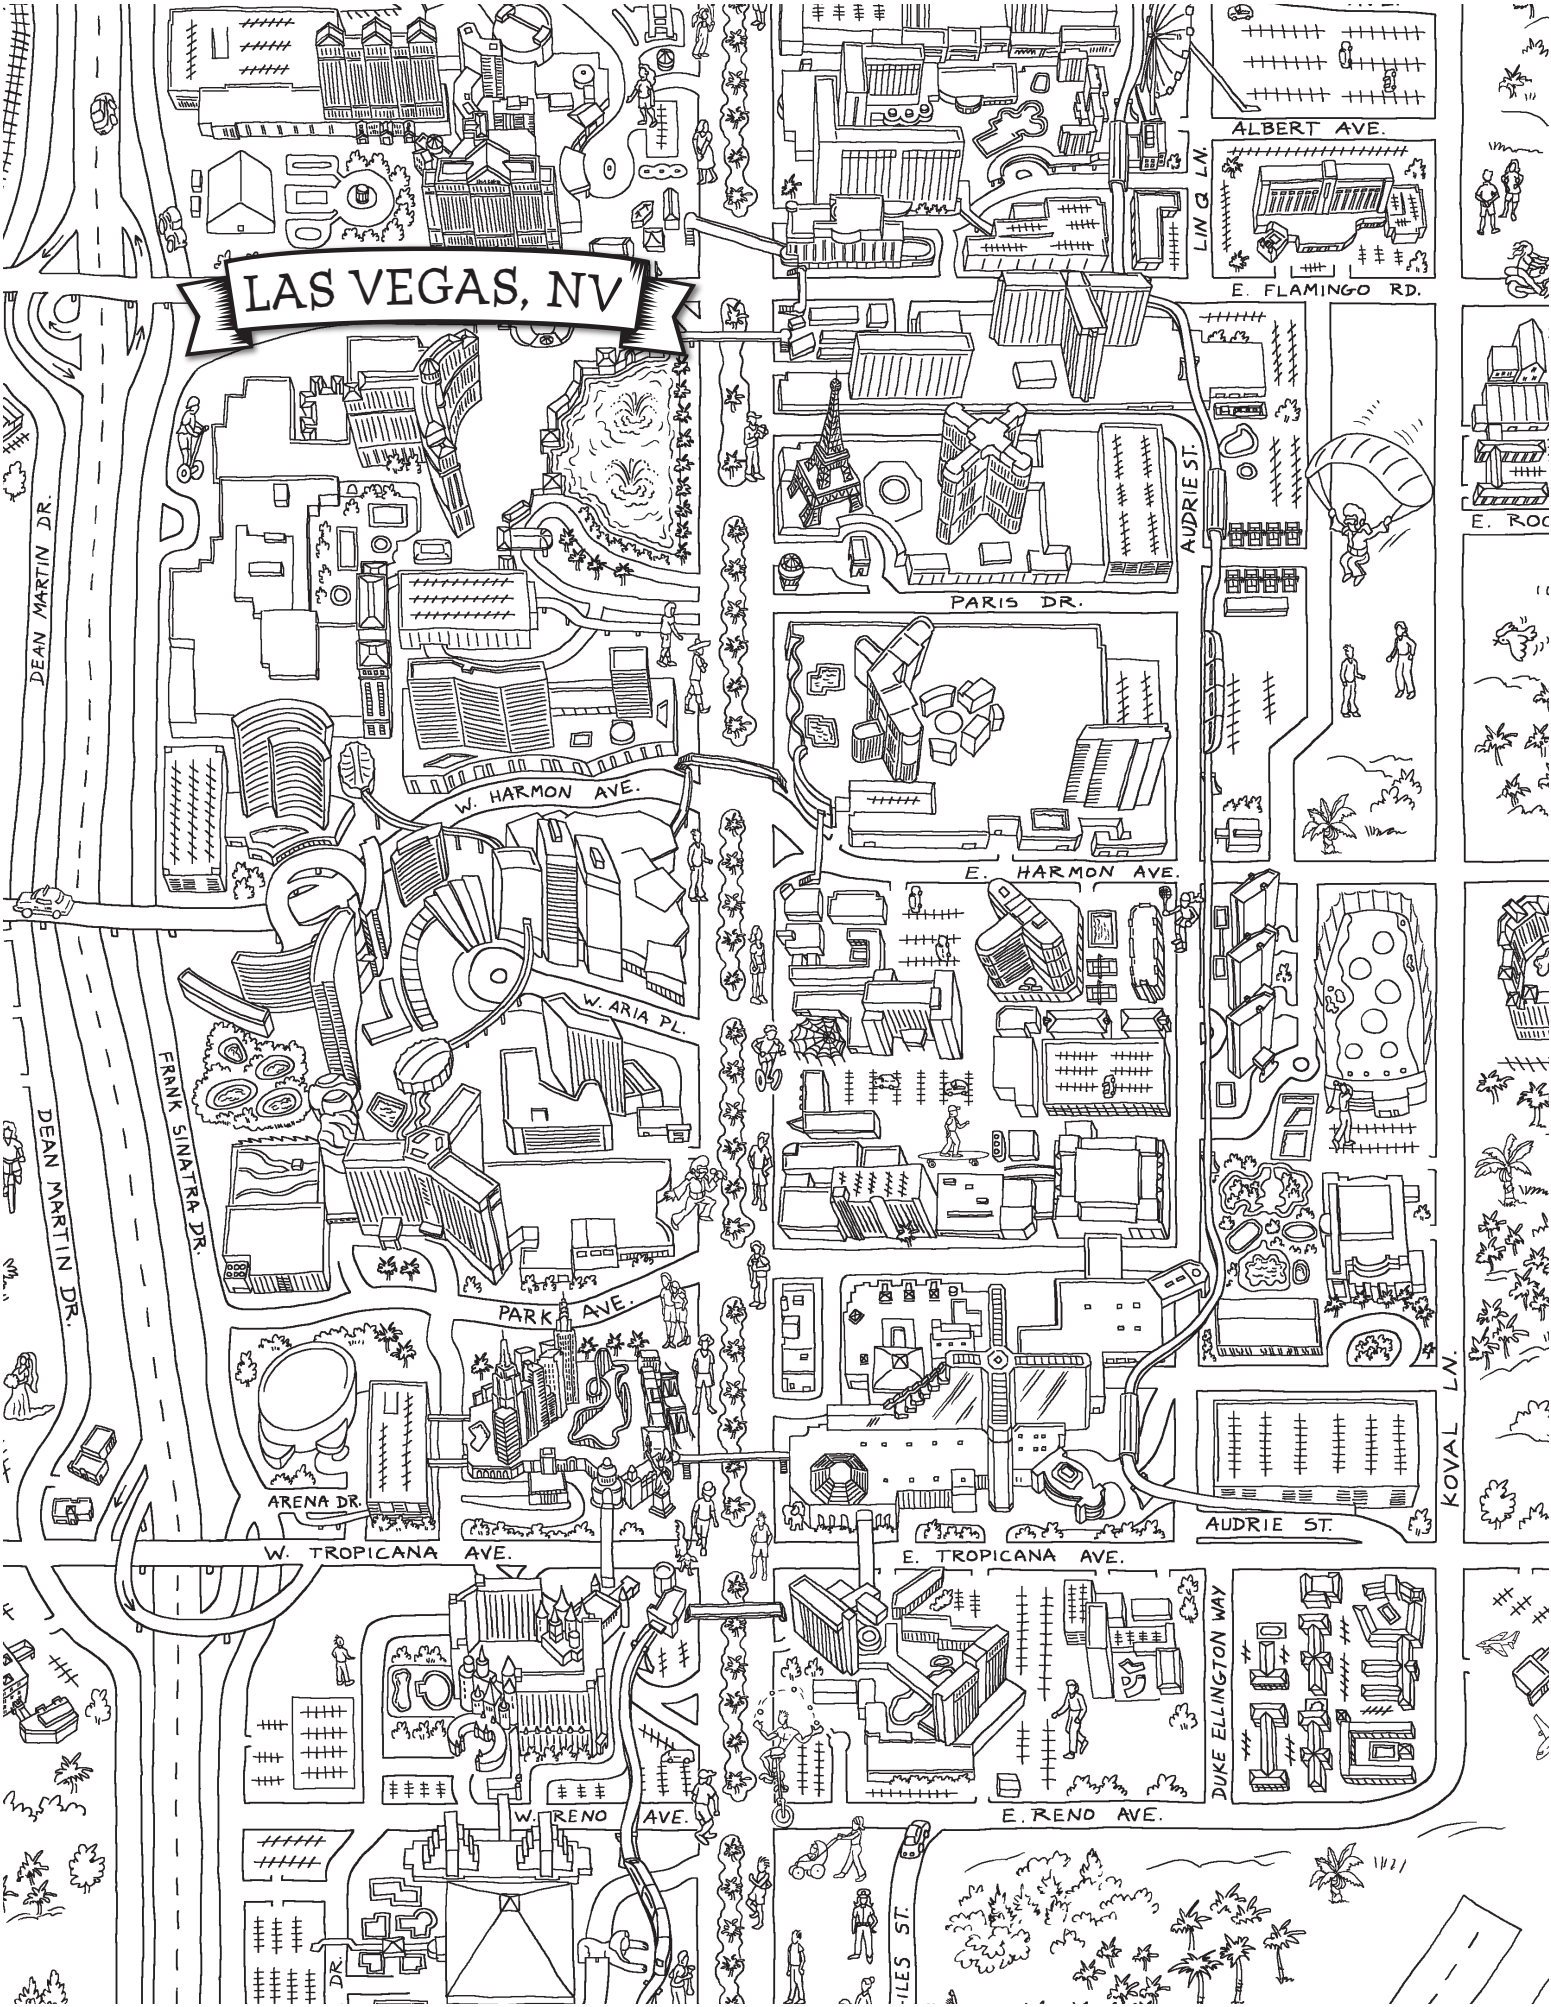 ALBERT AVE.
LINQ LN.
LAS VEGAS, NV
E. FLAMINGO RD.
AUDRIE ST.
DEAN MARTIN DR.
E. ROC
PARIS DR.
W. HARMON AVE.
E. HARMON AVE.
W. ARIA PL.
FRANK SINATRA DR.
DEAN MARTIN DR.
PARK AVE.
KOVAL LN.
ARENA DR.
AUDRIE ST.
W. TROPICANA AVE.
E. TROPICANA AVE.
DUKE ELLINGTON WAY
W. RENO AVE.
E. RENO AVE.
ILES ST.
DR.